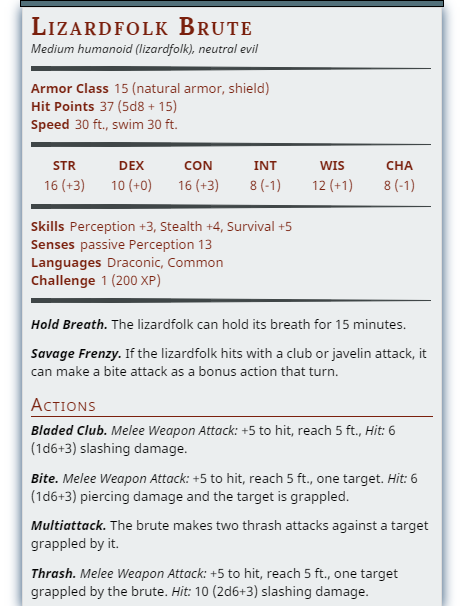 Lizardfolk Brute
Medium humanoid (lizardfolk), neutral evil
Armor Class 15 (natural armor, shield)
Hit Points 37 (5d8 + 15)
Speed 30 ft., swim 30 ft.
STR DEX CON INT WIS CHA
16 (+3) 10 (+0) 16 (+3) 8 (-1) 12 (+1) 8 (-1)
Skills Perception +3, Stealth +4, Survival +5
Senses passive Perception 13
Languages Draconic, Common
Challenge 1 (200 XP)
Hold Breath. The lizardfolk can hold its breath for 15 minutes.
Savage Frenzy. If the lizardfolk hits with a club or javelin attack, it
can make a bite attack as a bonus action that turn.
Actions
Bladed Club. Melee Weapon Attack: +5 to hit, reach 5 ft., Hit: 6
(1d6+3) slashing damage.
Bite. Melee Weapon Attack: +5 to hit, reach 5 ft., one target. Hit: 6
(1d6+3) piercing damage and the target is grappled.
Multiattack. The brute makes two thrash attacks against a target
grappled by it.
Thrash. Melee Weapon Attack: +5 to hit, reach 5 ft., one target
grappled by the brute. Hit: 10 (2d6+3) slashing damage.